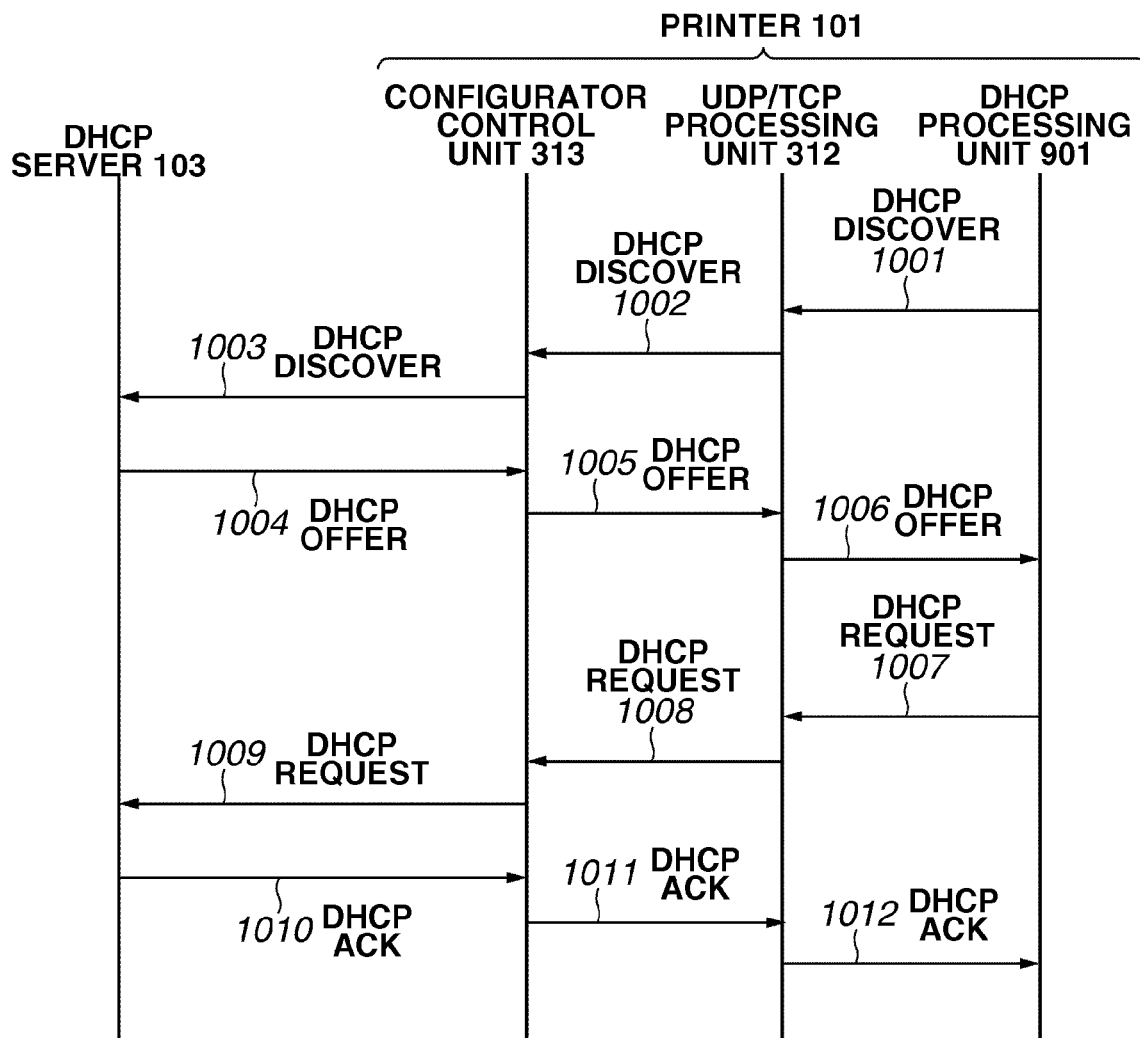 PRINTER 101
DHCP
SERVER 103
CONFIGURATOR
CONTROL
UNIT 313
UDP/TCP
PROCESSING
UNIT 312
DHCP
PROCESSING
UNIT 901
DHCP
DISCOVER
1001
DHCP
DISCOVER
1002
1003 DHCP
DISCOVER
1004 DHCP
OFFER
1005 DHCP
OFFER
1006 DHCP
OFFER
DHCP
REQUEST
1007
DHCP
REQUEST
1008
1009 DHCP
REQUEST
1010 DHCP
ACK
1011 DHCP
ACK
1012 DHCP
ACK